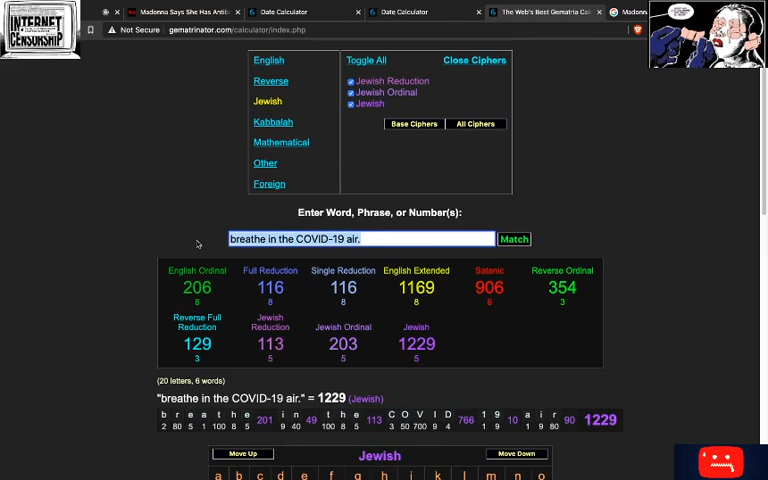 INTERNET
CENSORSHIP
Madonna Says She Has Antib
Date Calculator
Date Calculator
The Web's Best Gematria Cal
Madonna
Not Secure
gematrinator.com/calculator/index.php
English
Reverse
Jewish
Kabbalah
Mathematical
Other
Foreign
Toggle All
Close Ciphers
Jewish Reduction
Jewish Ordinal
Jewish
Base Ciphers
All Ciphers
Enter Word, Phrase, or Number(s):
breathe in the COVID-19 air.
Match
English Ordinal Full Reduction Single Reduction English Extended Satanic Reverse Ordinal
206 116 116 1169 906 354
8 8 8 8 6 3
Reverse Full Reduction Jewish Reduction Jewish Ordinal Jewish
129 113 203 1229
3 5 5 5
(20 letters, 6 words)
"breathe in the COVID-19 air." = 1229 (Jewish)
b r e a t h e 201 i n 49 t h e 113 C O V I D 766 1 9 10 a i r 90 1229
2 80 5 1 100 8 5 9 40 100 8 5 3 50 700 9 4 1 9 1 9 80
Move Up
Jewish
Move Down
a b c d e f g h i k l m n o